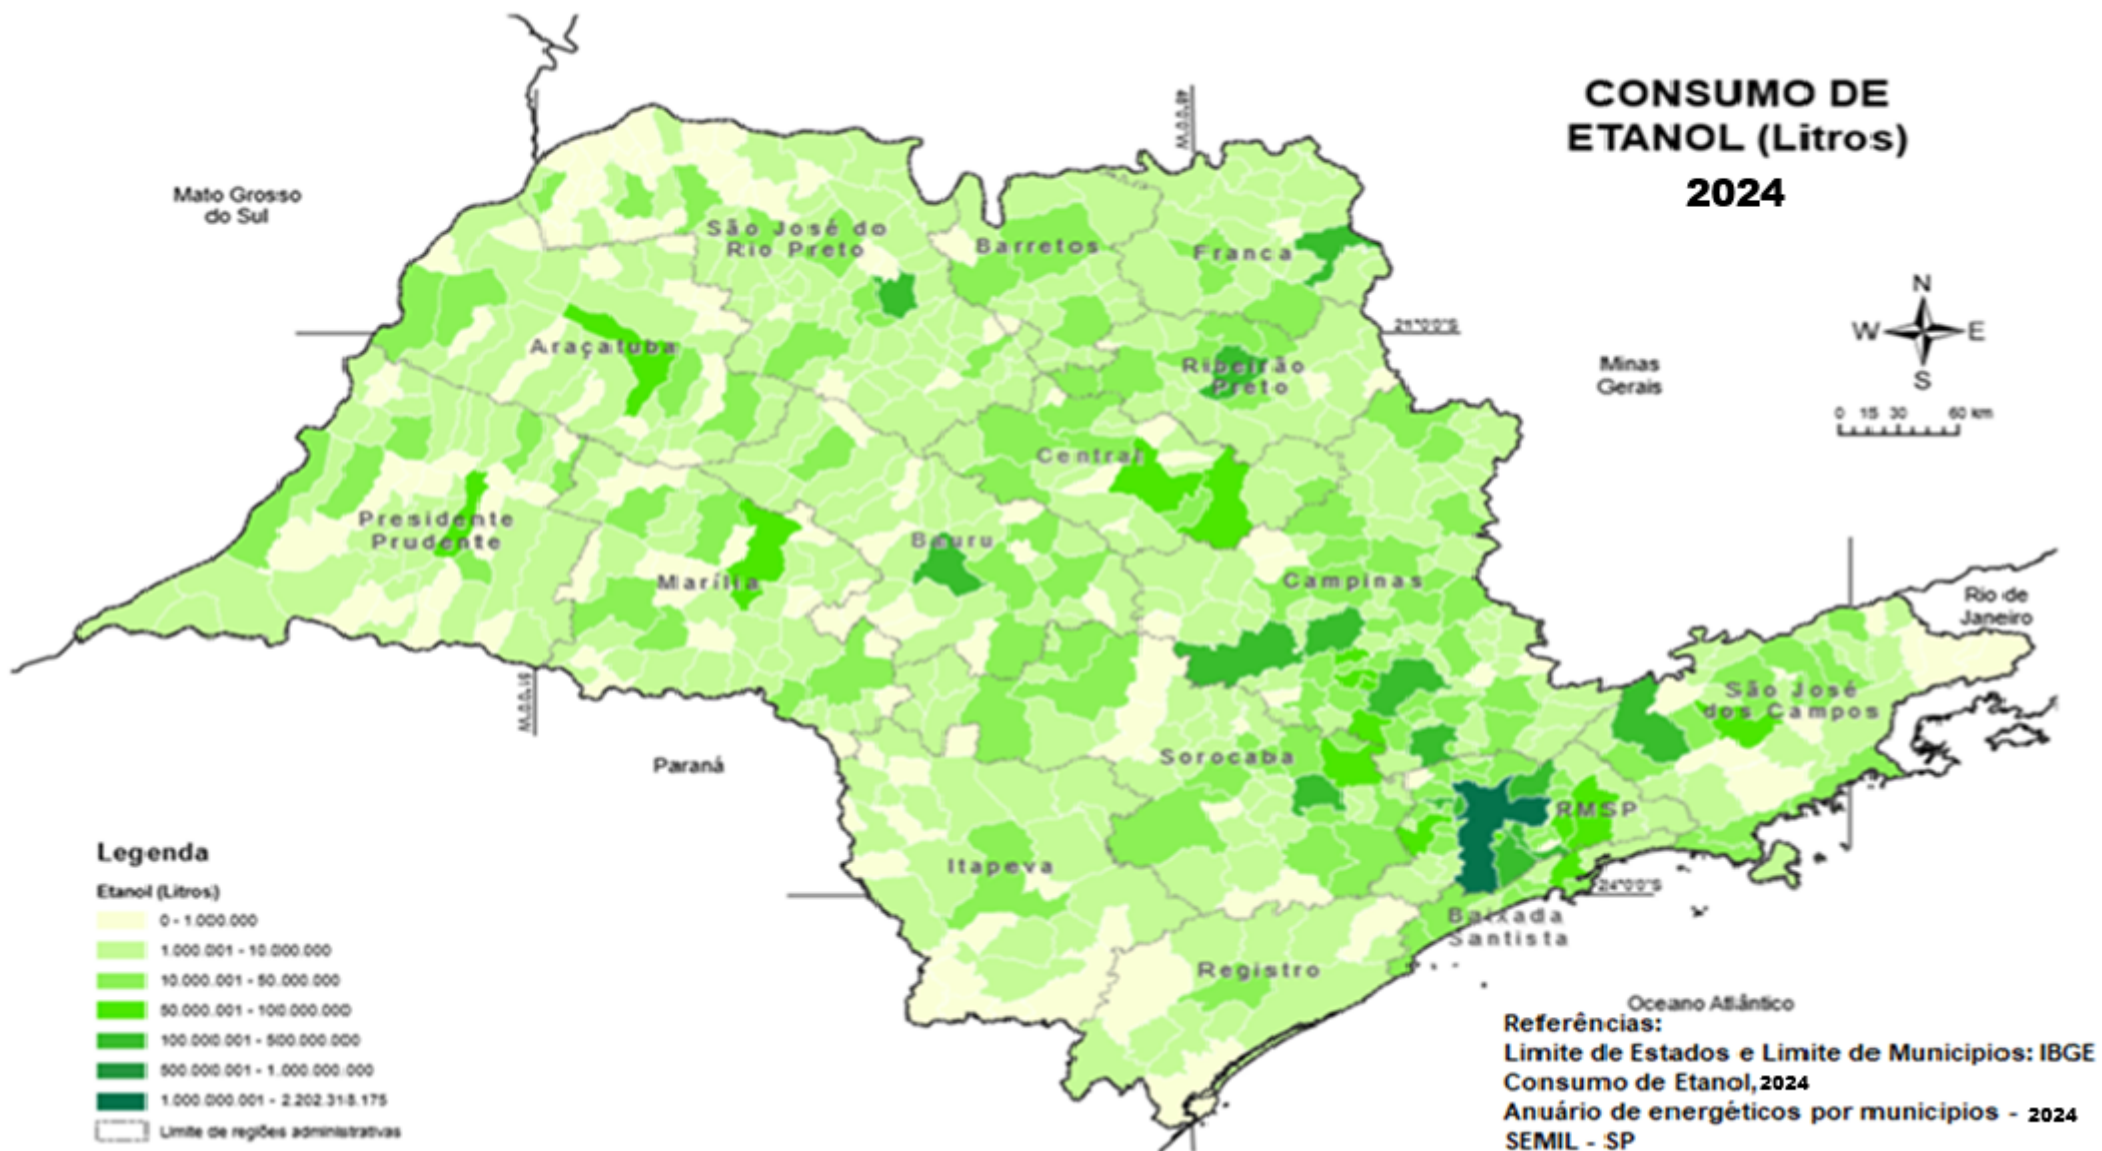 CONSUMO DE
ETANOL (Litros)
2024
48°0'0"W
Mato Grosso
do Sul
São José do
Rio Preto
Barretos
Franca
N
W
E
S
21°0'0"S
0 15 30 60 km
Minas
Gerais
Araçatuba
Ribeirão
Preto
Central
Presidente
Prudente
Bauru
Marília
Campinas
Rio de
Janeiro
51°0'0"W
São José
dos Campos
Paraná
Sorocaba
RMSP
Itapeva
24°0'0"S
Baixada
Santista
Registro
Oceano Atlântico
Legenda
Etanol (Litros)
0 - 1.000.000
1.000.001 - 10.000.000
10.000.001 - 50.000.000
50.000.001 - 100.000.000
100.000.001 - 500.000.000
500.000.001 - 1.000.000.000
1.000.000.001 - 2.202.318.175
Limite de regiões administrativas
Referências:
Limite de Estados e Limite de Municipios: IBGE
Consumo de Etanol, 2024
Anuário de energéticos por municipios - 2024
SEMIL - SP